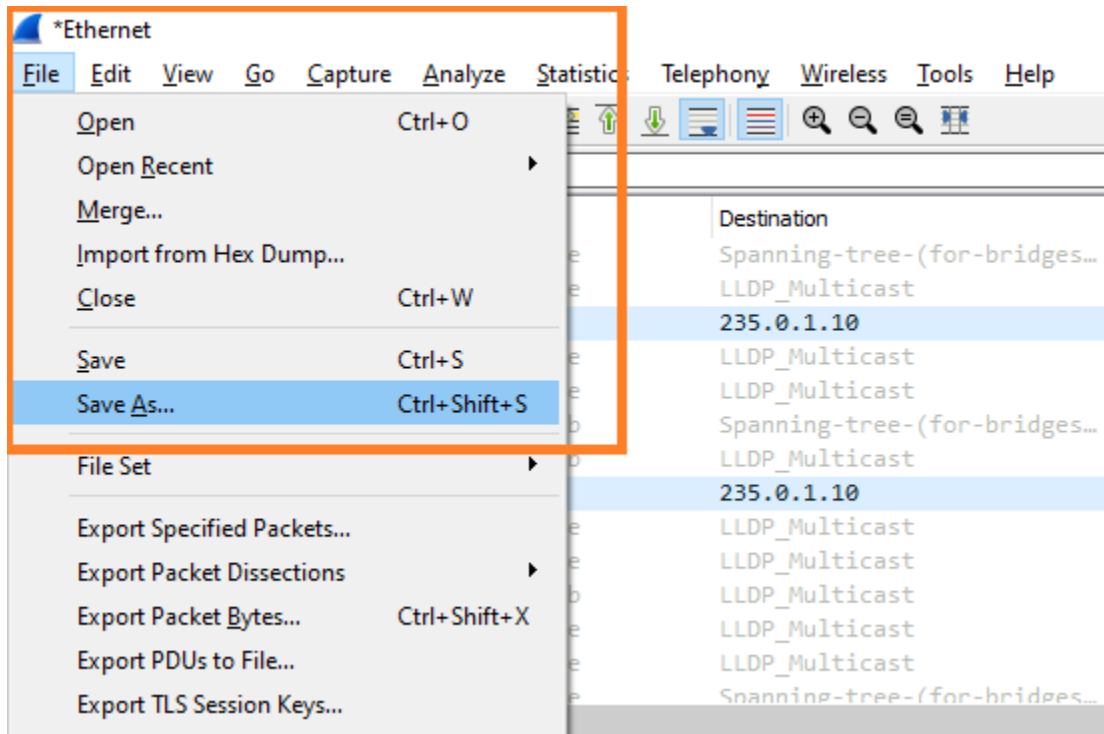 *Ethernet
File Edit View Go Capture Analyze Statistics Telephony Wireless Tools Help
Open Ctrl+O
Open Recent
Merge...
Import from Hex Dump...
Close Ctrl+W
Save Ctrl+S
Save As... Ctrl+Shift+S
File Set
Export Specified Packets...
Export Packet Dissections
Export Packet Bytes... Ctrl+Shift+X
Export PDUs to File...
Export TLS Session Keys...
Destination
e Spanning-tree-(for-bridges…
e LLDP_Multicast
235.0.1.10
e LLDP_Multicast
e LLDP_Multicast
b Spanning-tree-(for-bridges…
b LLDP_Multicast
235.0.1.10
e LLDP_Multicast
e LLDP_Multicast
b LLDP_Multicast
e LLDP_Multicast
e LLDP_Multicast
e Spanning-tree-(for-bridges…